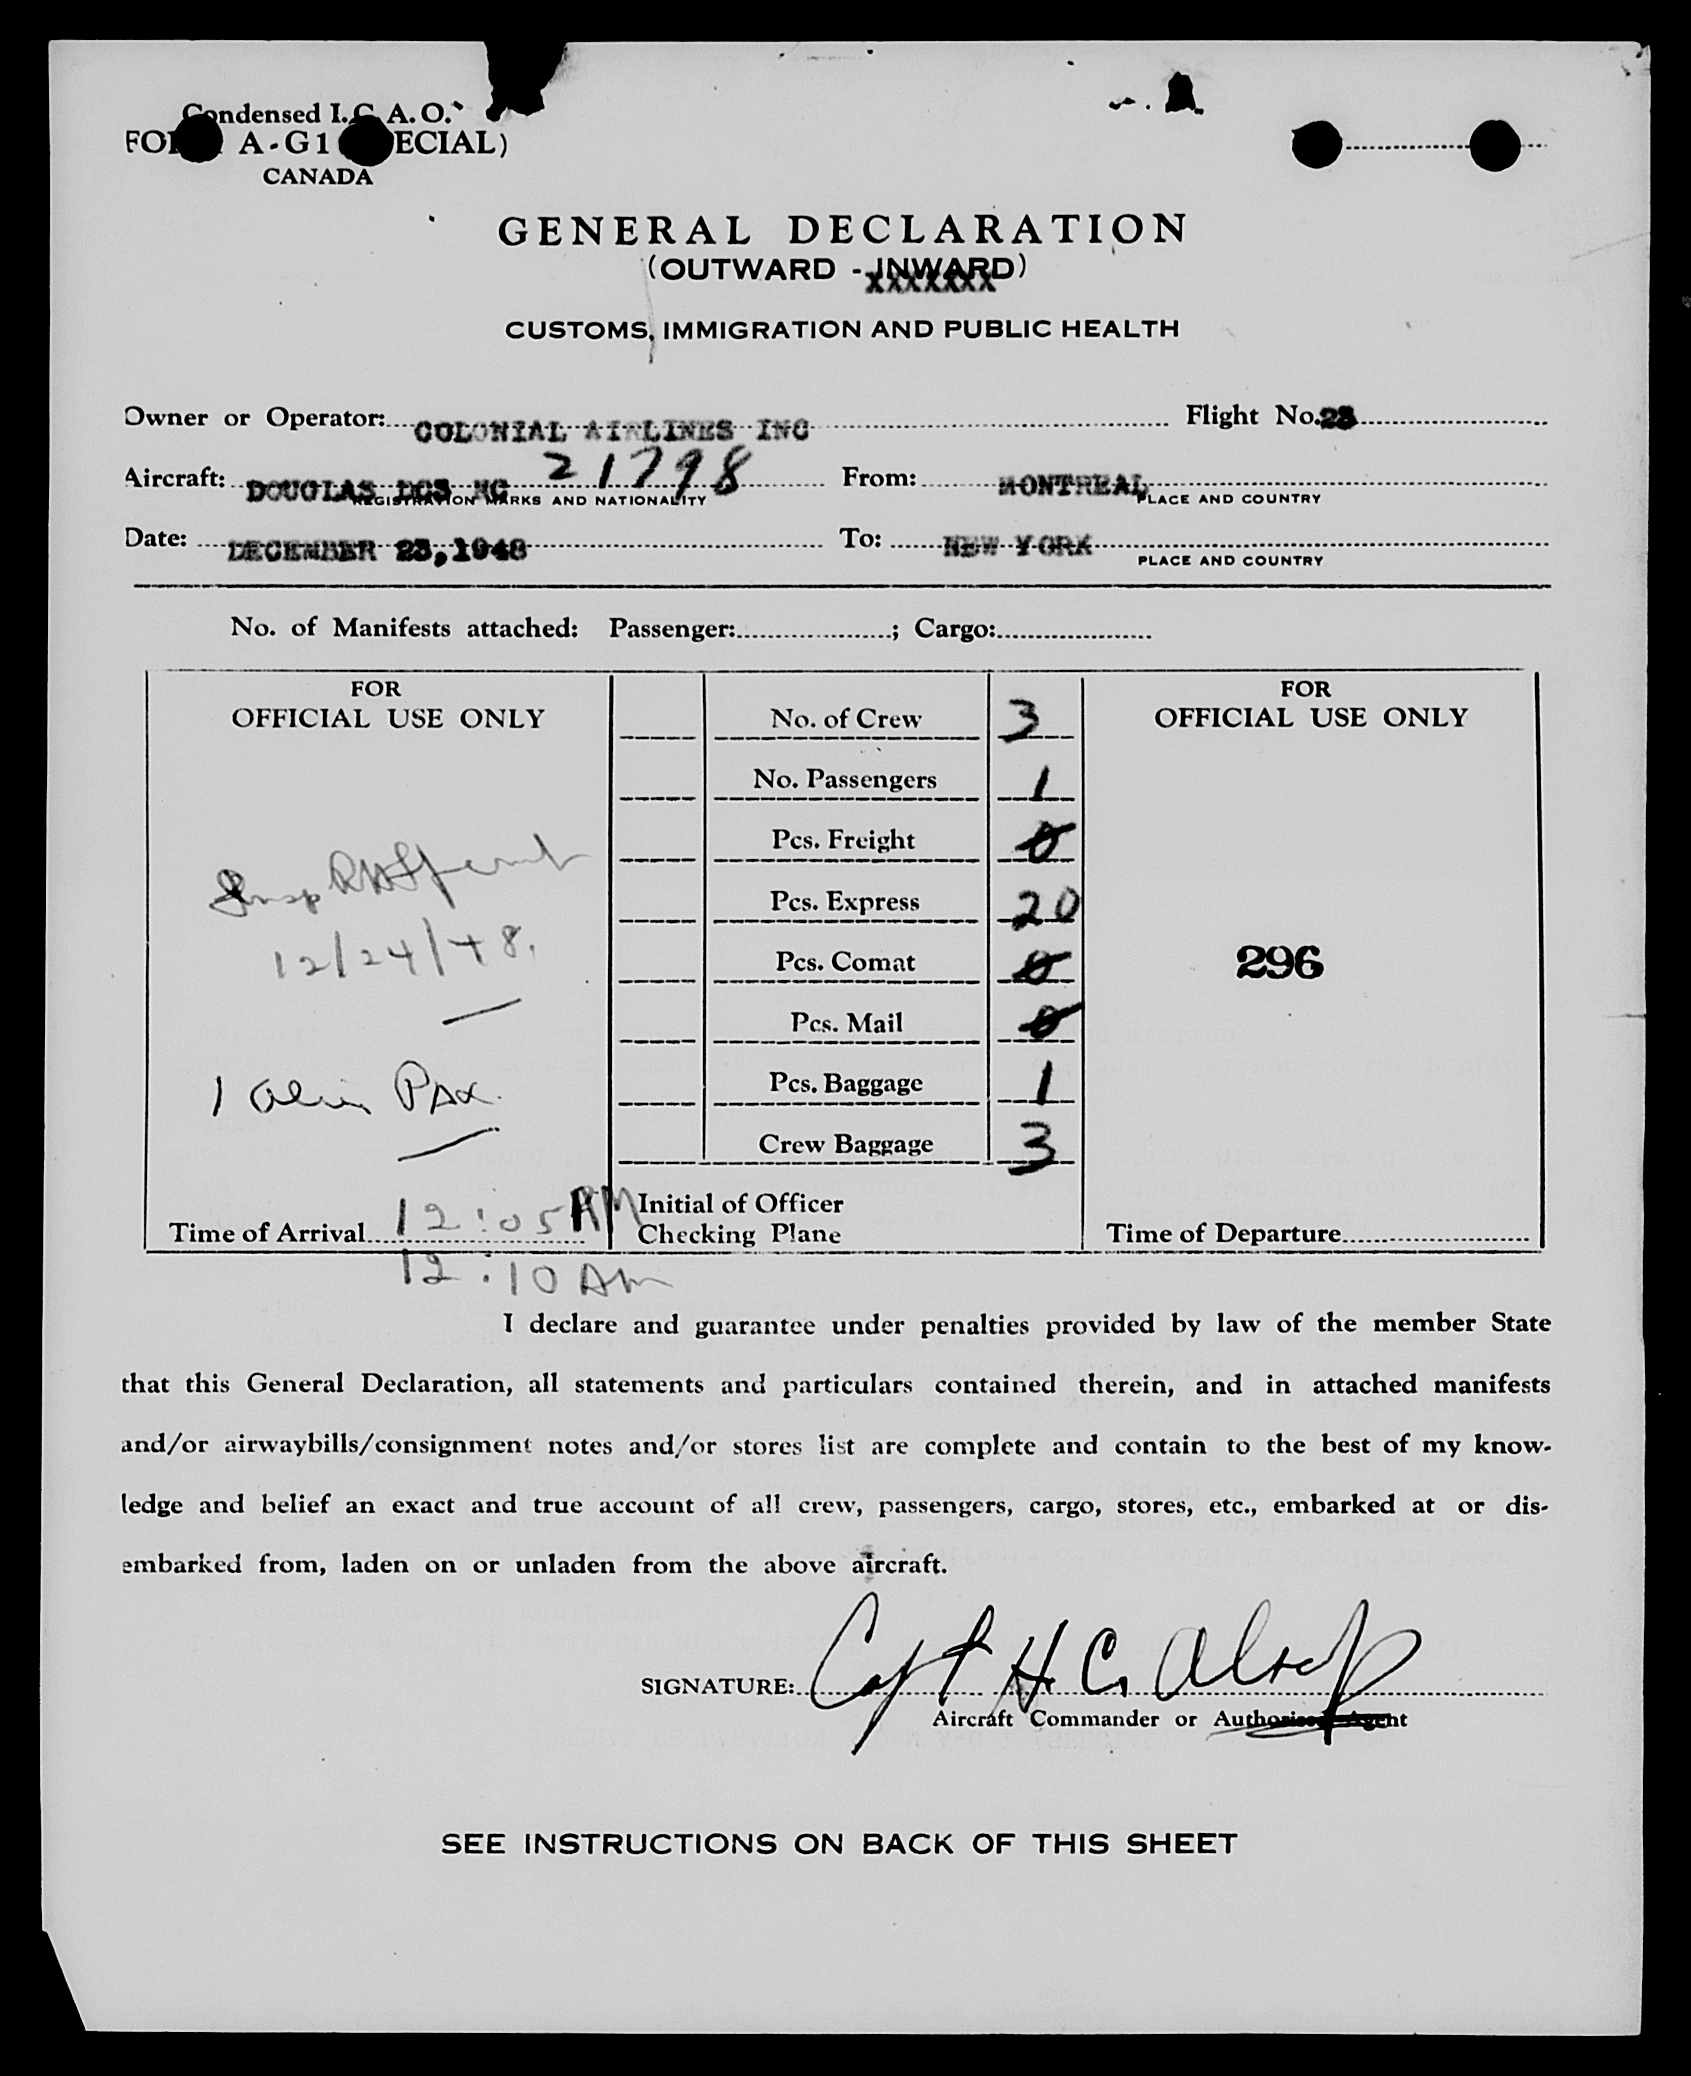 Condensed I.C.A.O.
FORM A-G1 (SPECIAL)
CANADA
GENERAL DECLARATION
(OUTWARD - INWARD)
XXXXXXX
CUSTOMS, IMMIGRATION AND PUBLIC HEALTH
Owner or Operator: COLONIAL AIRLINES INC Flight No. 23
Aircraft: DOUGLAS DC3 NC 21798 From: MONTREAL
REGISTRATION MARKS AND NATIONALITY PLACE AND COUNTRY
Date: DECEMBER 23, 1948 To: NEW YORK
PLACE AND COUNTRY
No. of Manifests attached: Passenger: ; Cargo:
FOR
OFFICIAL USE ONLY
Insp
12/24/48.
1 alien Pax.
Time of Arrival 12:05 AM
12:10 AM
No. of Crew 3
No. Passengers 1
Pcs. Freight 0
Pcs. Express 20
Pcs. Comat 0
Pcs. Mail 0
Pcs. Baggage 1
Crew Baggage 3
Initial of Officer
Checking Plane
FOR
OFFICIAL USE ONLY
296
Time of Departure
I declare and guarantee under penalties provided by law of the member State
that this General Declaration, all statements and particulars contained therein, and in attached manifests
and/or airwaybills/consignment notes and/or stores list are complete and contain to the best of my know-
ledge and belief an exact and true account of all crew, passengers, cargo, stores, etc., embarked at or dis-
embarked from, laden on or unladen from the above aircraft.
SIGNATURE: Capt H. C. Alsop
Aircraft Commander or Authorised Agent
SEE INSTRUCTIONS ON BACK OF THIS SHEET